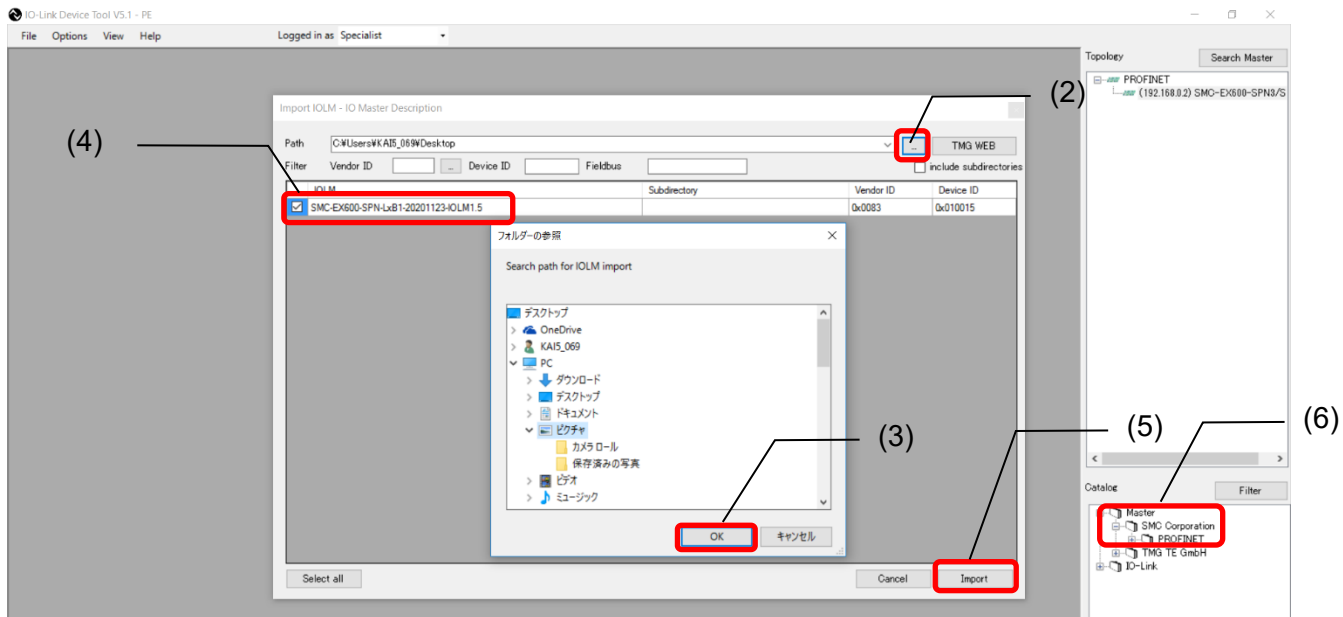 IO-Link Device Tool V5.1 - PE
File Options View Help Logged in as Specialist
Topology Search Master
PROFINET
(192.168.0.2) SMC-EX600-SPN3/S
(2)
Import IOLM - IO Master Description
(4)
Path C:¥Users¥KAI5_069¥Desktop ... TMG WEB
Filter Vendor ID ... Device ID Fieldbus include subdirectories
IOLM Subdirectory Vendor ID Device ID
SMC-EX600-SPN-LxB1-20201123-IOLM1.5 0x0083 0x010015
フォルダーの参照
Search path for IOLM import
デスクトップ
OneDrive
KAI5_069
PC
ダウンロード
デスクトップ
ドキュメント
ピクチャ
カメラ ロール
保存済みの写真
ビデオ
ミュージック
(3)
(5)
(6)
OK キャンセル
Select all Cancel Import
Catalog Filter
Master
SMC Corporation
PROFINET
TMG TE GmbH
IO-Link